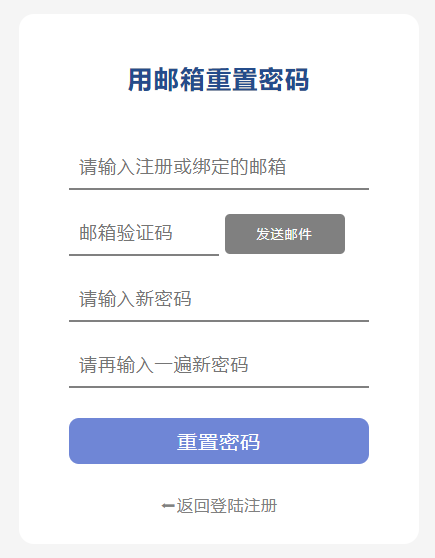 用邮箱重置密码
请输入注册或绑定的邮箱
邮箱验证码 发送邮件
请输入新密码
请再输入一遍新密码
重置密码
⬅返回登陆注册